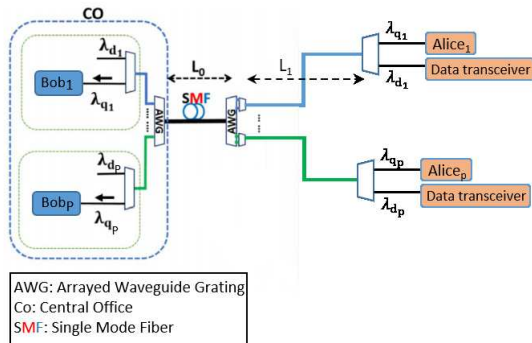 CO
λd1
Bob1
λq1
AWG
L0
SMF
AWG
L1
λq1
Alice1
λd1
Data transceiver
λdP
BobP
λqP
λqp
Alicep
λdp
Data transceiver
AWG: Arrayed Waveguide Grating
Co: Central Office
SMF: Single Mode Fiber